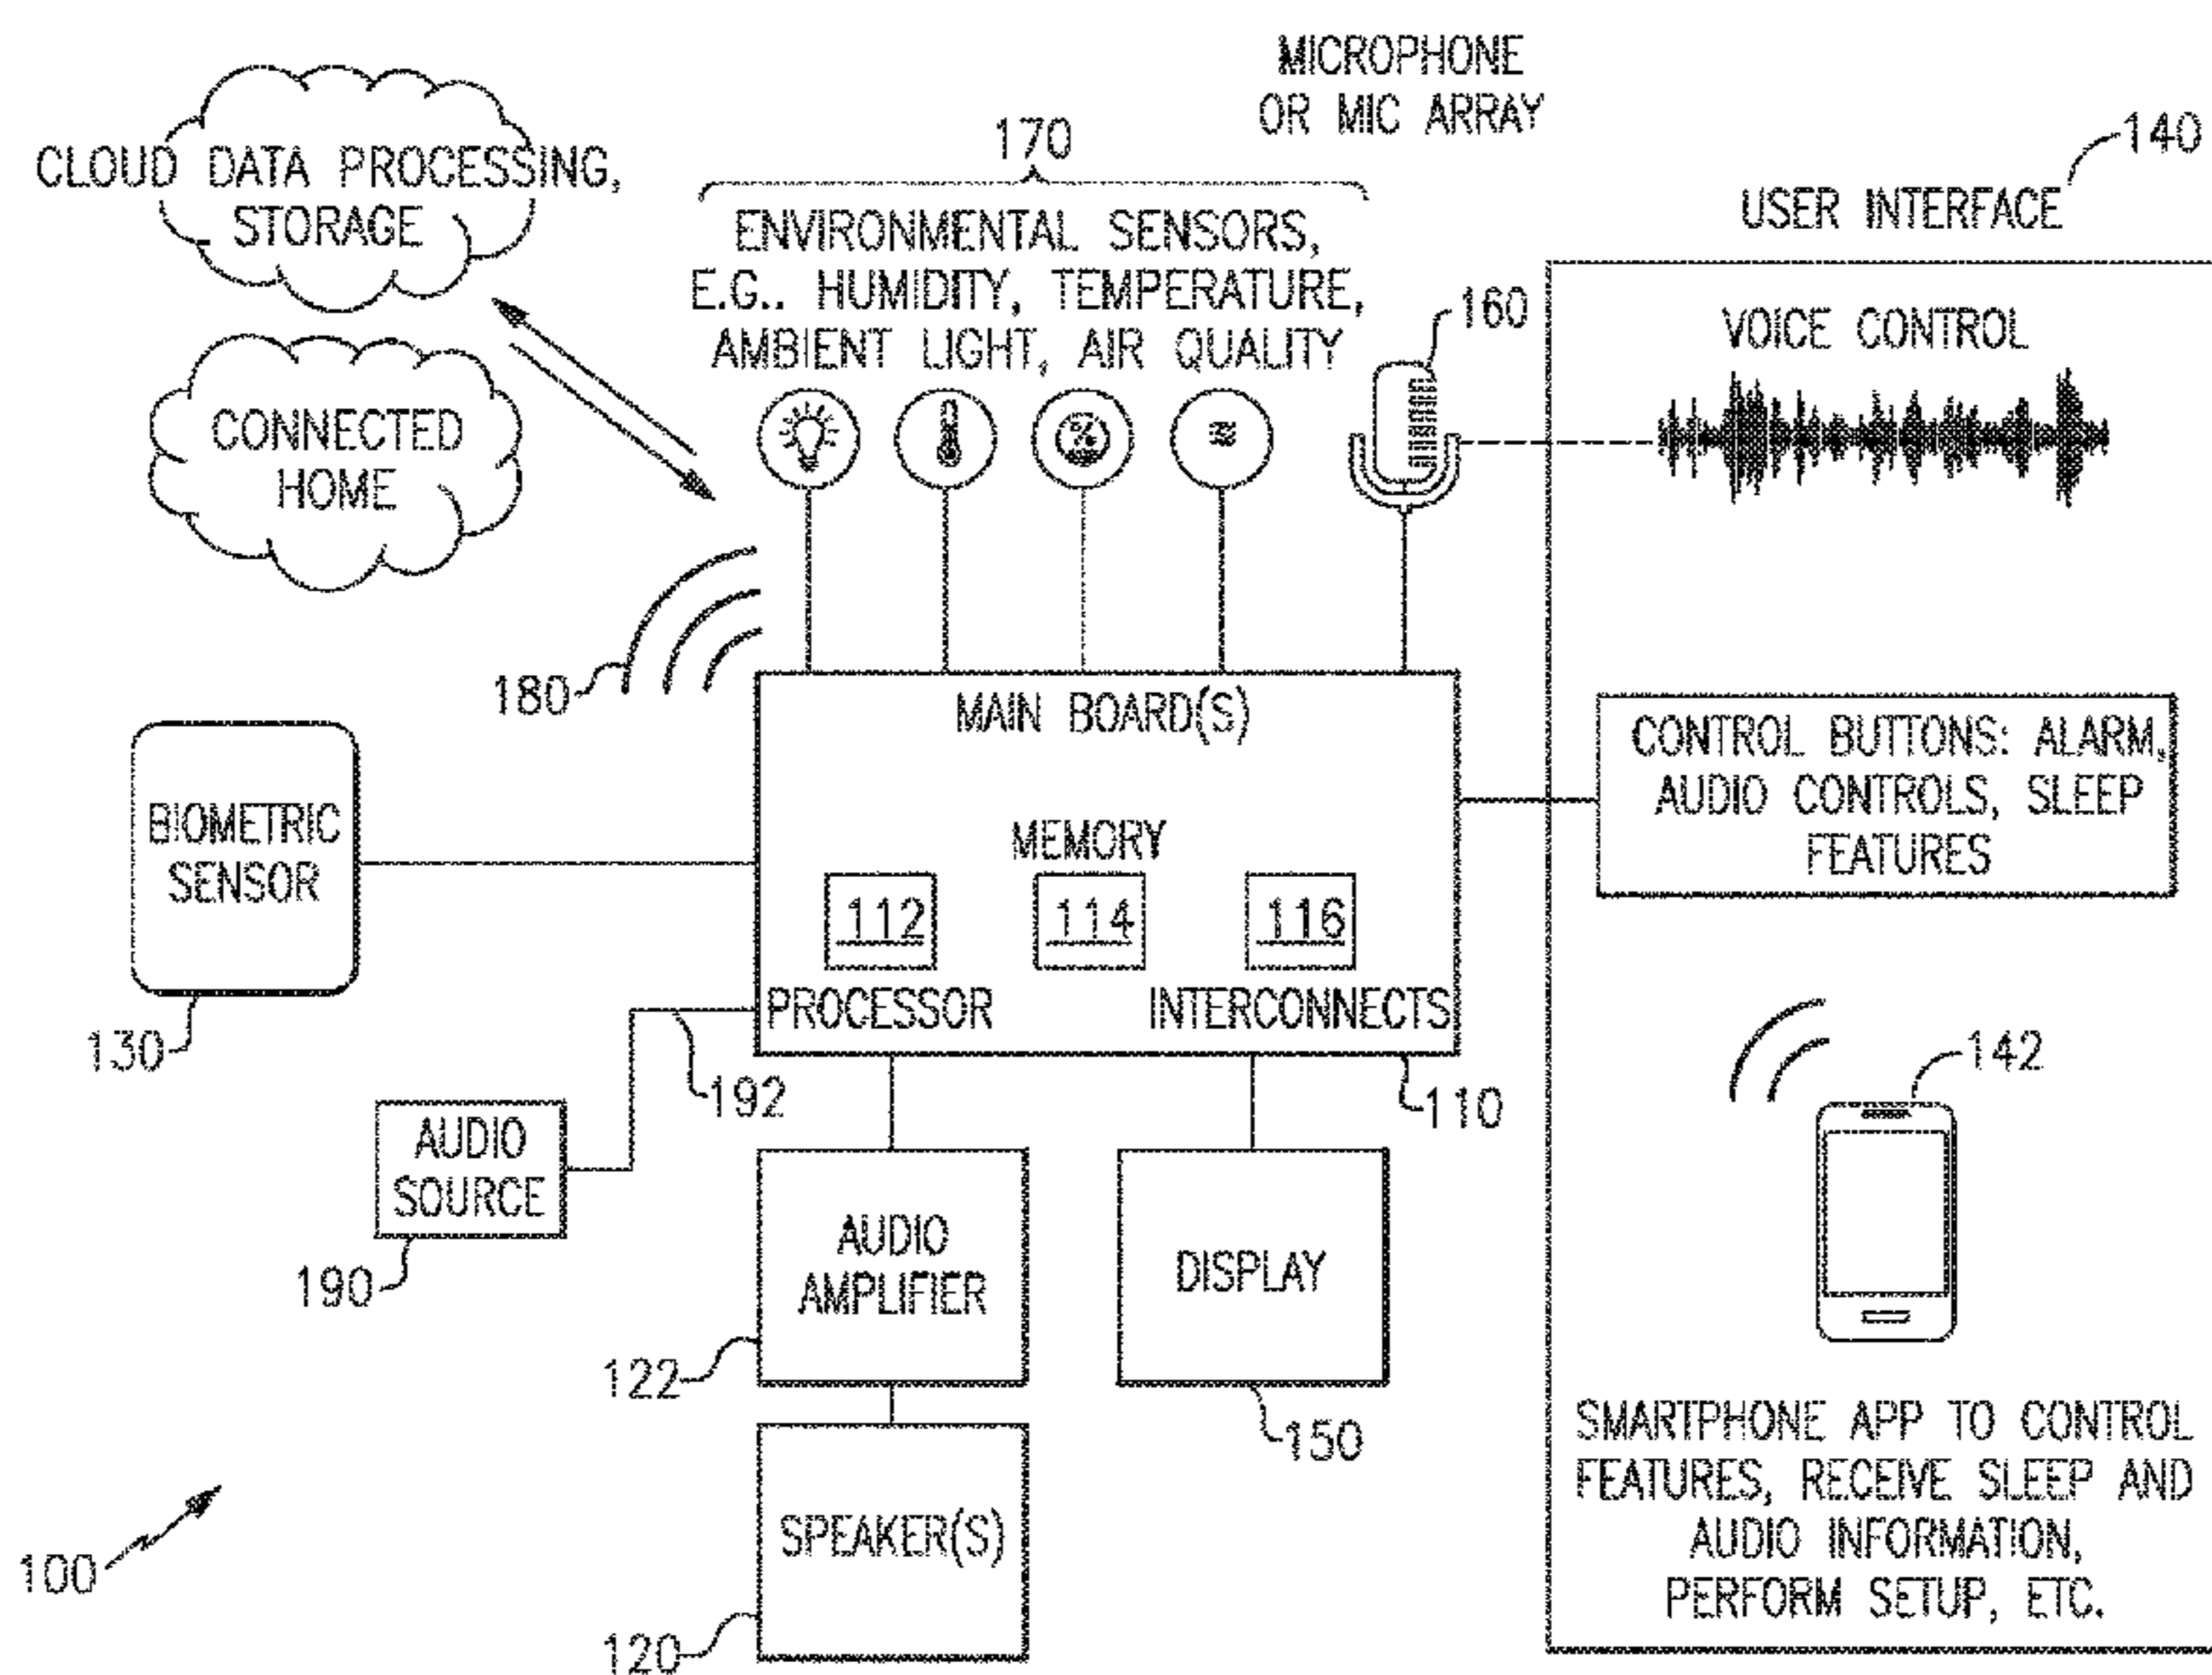 MICROPHONE
OR MIC ARRAY
CLOUD DATA PROCESSING,
STORAGE
CONNECTED
HOME
170
ENVIRONMENTAL SENSORS,
E.G.. HUMIDITY, TEMPERATURE,
AMBIENT LIGHT, AIR QUALITY
%
160
140
USER INTERFACE
VOICE CONTROL
180
MAIN BOARD(S)
MEMORY
112
114
116
PROCESSOR
INTERCONNECTS
110
BIOMETRIC
SENSOR
130
192
AUDIO
SOURCE
190
CONTROL BUTTONS: ALARM,
AUDIO CONTROLS, SLEEP
FEATURES
142
AUDIO
AMPLIFIER
122
DISPLAY
150
SPEAKER(S)
120
SMARTPHONE APP TO CONTROL
FEATURES, RECEIVE SLEEP AND
AUDIO INFORMATION,
PERFORM SETUP, ETC.
100